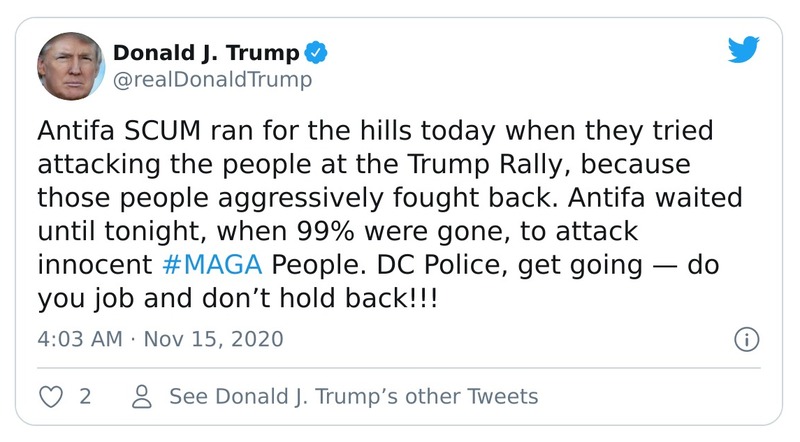 Donald J. Trump
@realDonaldTrump
Antifa SCUM ran for the hills today when they tried
attacking the people at the Trump Rally, because
those people aggressively fought back. Antifa waited
until tonight, when 99% were gone, to attack
innocent #MAGA People. DC Police, get going — do
you job and don’t hold back!!!
4:03 AM · Nov 15, 2020
2 See Donald J. Trump’s other Tweets